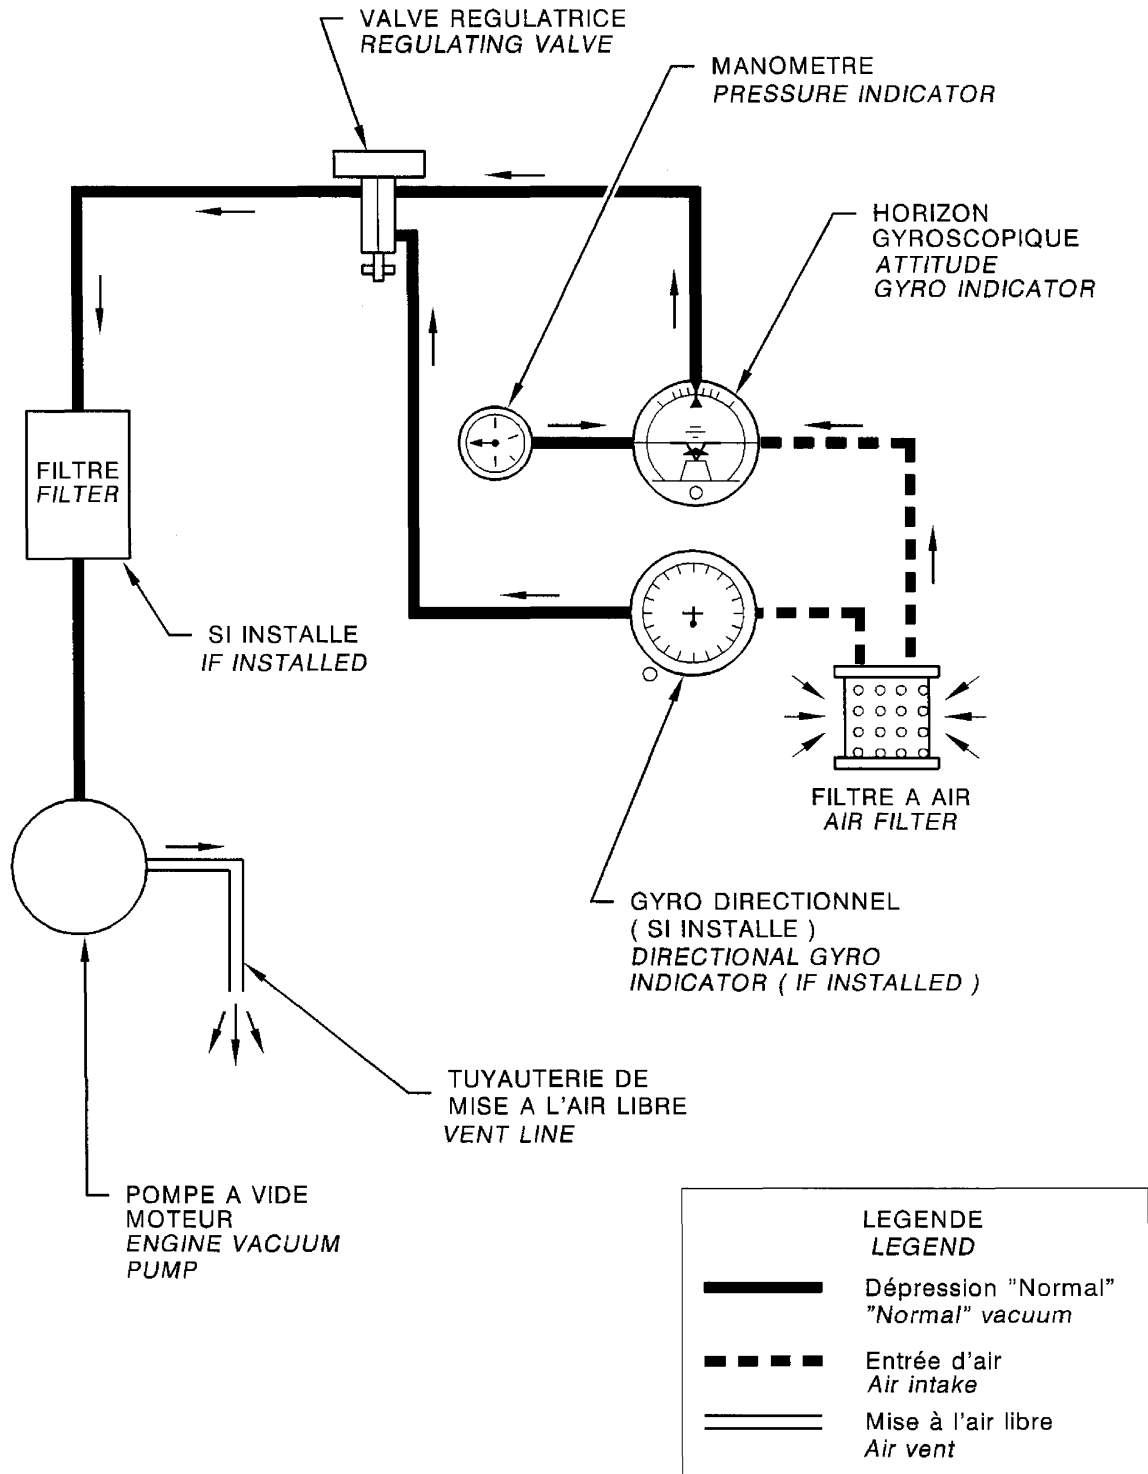 VALVE REGULATRICE
REGULATING VALVE
MANOMETRE
PRESSURE INDICATOR
HORIZON
GYROSCOPIQUE
ATTITUDE
GYRO INDICATOR
FILTRE
FILTER
SI INSTALLE
IF INSTALLED
FILTRE A AIR
AIR FILTER
GYRO DIRECTIONNEL
( SI INSTALLE )
DIRECTIONAL GYRO
INDICATOR ( IF INSTALLED )
TUYAUTERIE DE
MISE A L'AIR LIBRE
VENT LINE
POMPE A VIDE
MOTEUR
ENGINE VACUUM
PUMP
LEGENDE
LEGEND
Dépression "Normal"
"Normal" vacuum
Entrée d'air
Air intake
Mise à l'air libre
Air vent